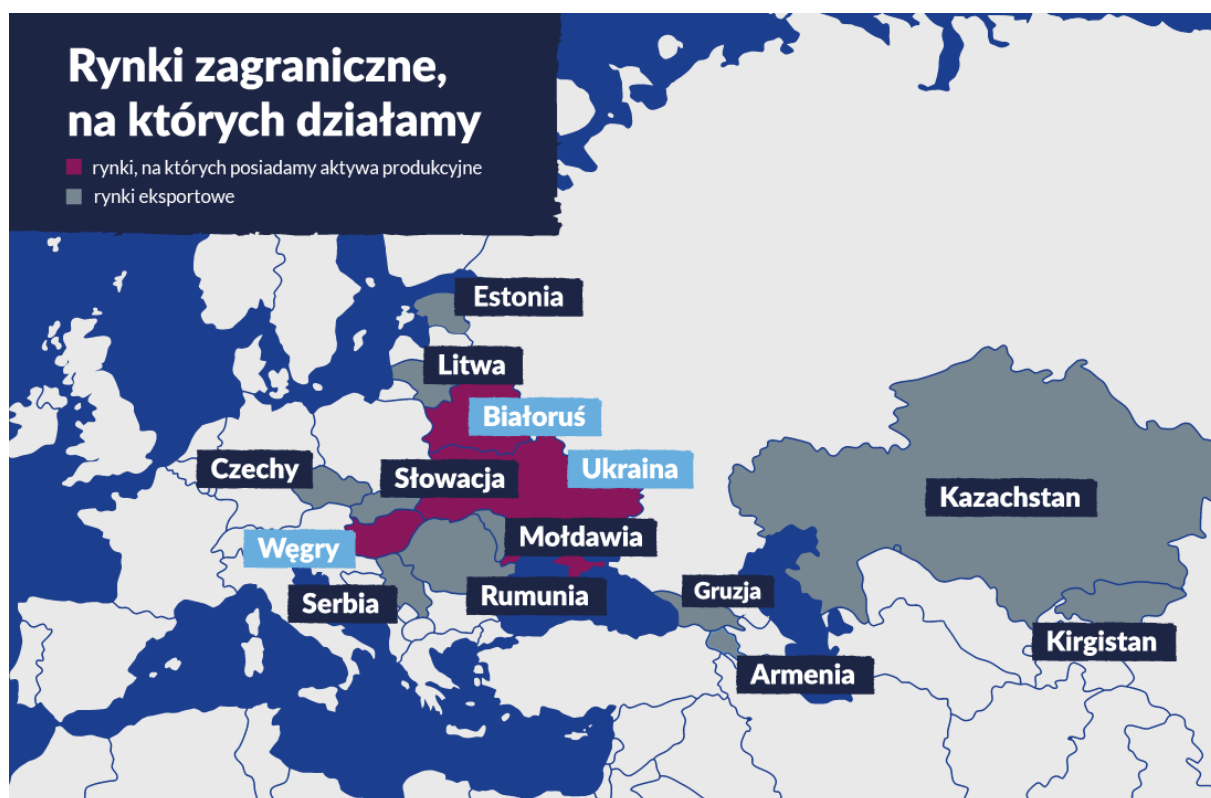 Rynki zagraniczne,
na których działamy
rynki, na których posiadamy aktywa produkcyjne
rynki eksportowe
Estonia
Litwa
Białoruś
Czechy
Słowacja
Ukraina
Kazachstan
Węgry
Mołdawia
Serbia
Rumunia
Gruzja
Kirgistan
Armenia